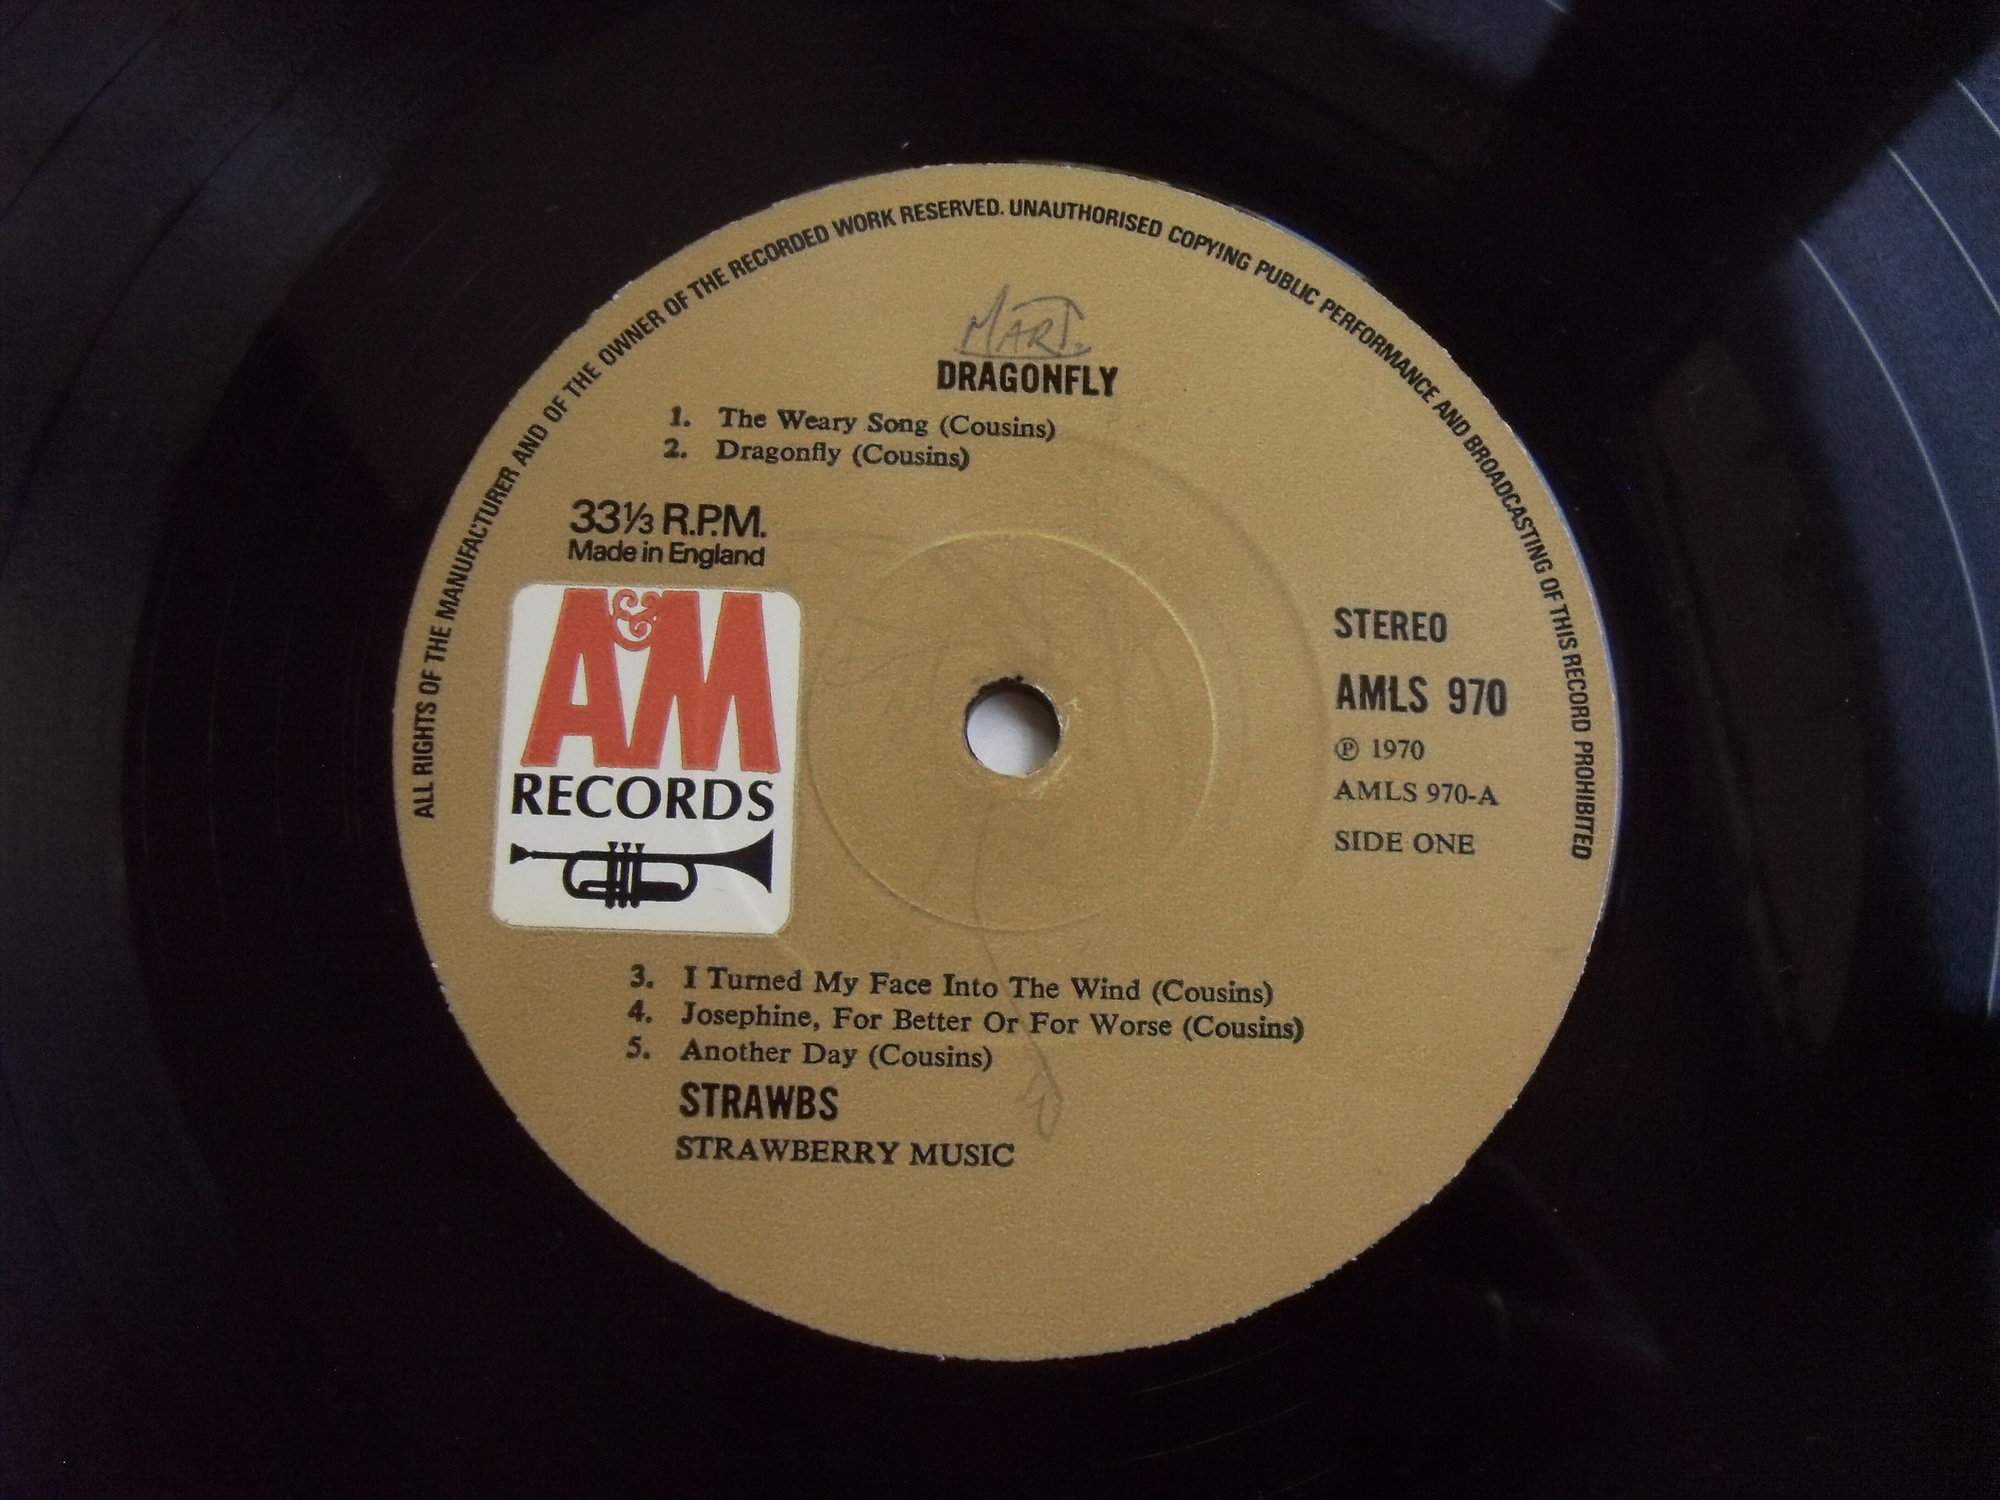 ALL RIGHTS OF THE MANUFACTURER AND OF THE OWNER OF THE RECORDED WORK RESERVED. UNAUTHORISED COPYING PUBLIC PERFORMANCE AND BROADCASTING OF THIS RECORD PROHIBITED
MART.
DRAGONFLY
1. The Weary Song (Cousins)
2. Dragonfly (Cousins)
33⅓ R.P.M.
Made in England
A&M
RECORDS
STEREO
AMLS 970
℗ 1970
AMLS 970-A
SIDE ONE
3. I Turned My Face Into The Wind (Cousins)
4. Josephine, For Better Or For Worse (Cousins)
5. Another Day (Cousins)
STRAWBS
STRAWBERRY MUSIC